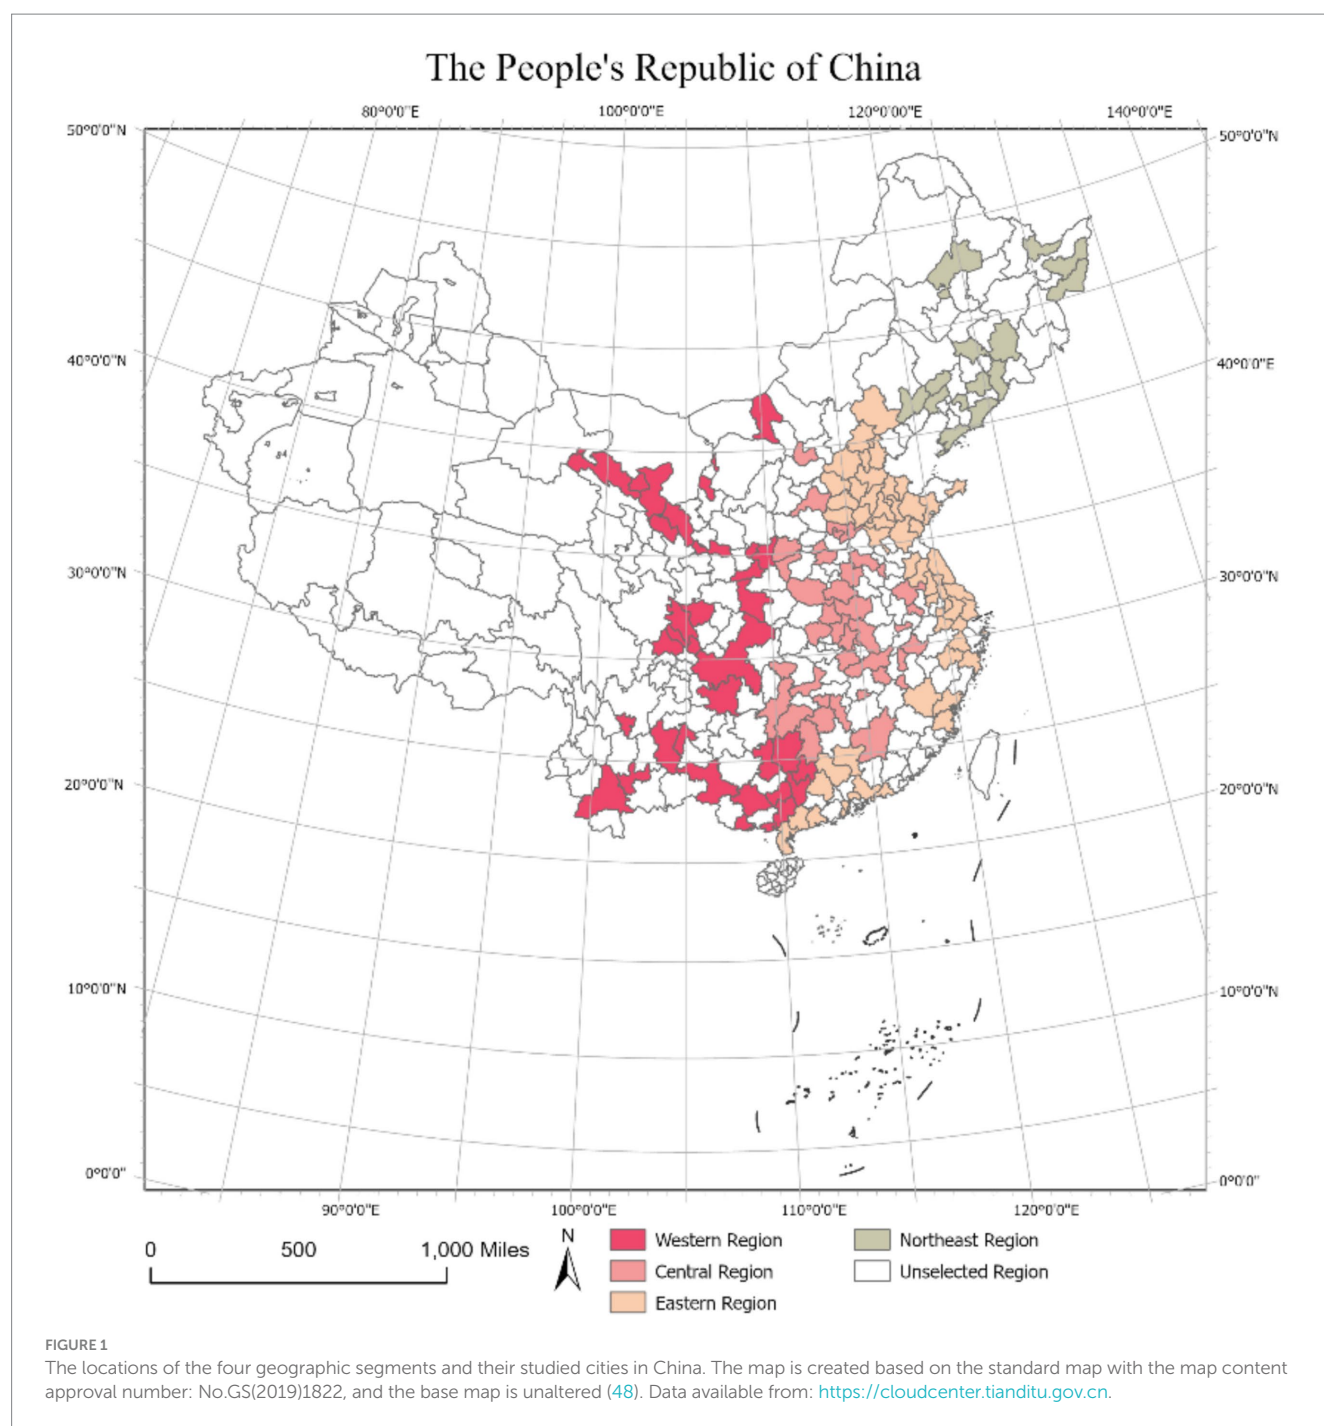 The People's Republic of China
80°0'0"E 100°0'0"E 120°0'0"E 140°0'0"E
50°0'0"N 50°0'0"N
40°0'0"N 40°0'0"E
30°0'0"N 30°0'0"N
20°0'0"N 20°0'0"N
10°0'0"N 10°0'0"N
0°0'0" 0°0'0"
90°0'0"E 100°0'0"E 110°0'0"E 120°0'0"E
0 500 1,000 Miles
N
Western Region
Central Region
Eastern Region
Northeast Region
Unselected Region
FIGURE 1
The locations of the four geographic segments and their studied cities in China. The map is created based on the standard map with the map content
approval number: No.GS(2019)1822, and the base map is unaltered (48). Data available from: https://cloudcenter.tianditu.gov.cn.